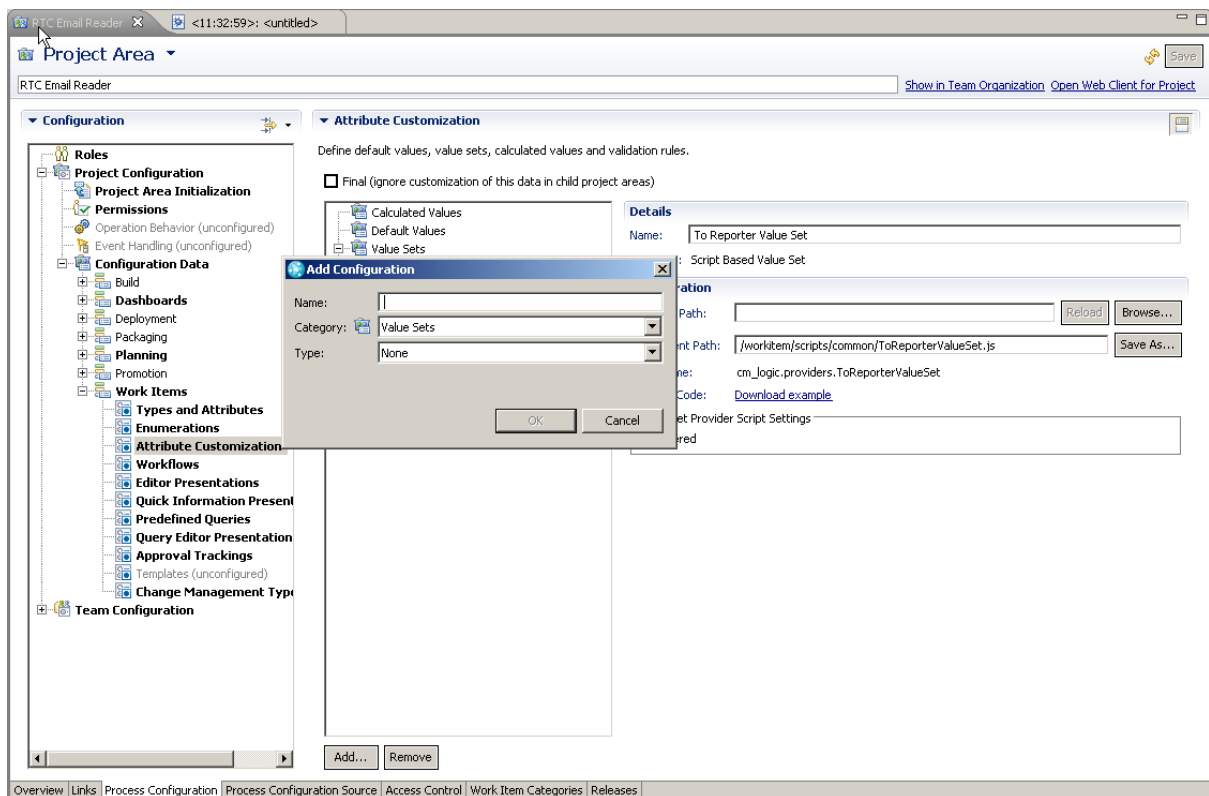 RTC Email Reader <11:32:59>: <untitled>
Project Area Save
RTC Email Reader Show in Team Organization Open Web Client for Project
Configuration
Roles
Project Configuration
Project Area Initialization
Permissions
Operation Behavior (unconfigured)
Event Handling (unconfigured)
Configuration Data
Build
Dashboards
Deployment
Packaging
Planning
Promotion
Work Items
Types and Attributes
Enumerations
Attribute Customization
Workflows
Editor Presentations
Quick Information Present
Predefined Queries
Query Editor Presentation
Approval Trackings
Templates (unconfigured)
Change Management Type
Team Configuration
Attribute Customization
Define default values, value sets, calculated values and validation rules.
Final (ignore customization of this data in child project areas)
Calculated Values
Default Values
Value Sets
Add... Remove
Details
Name: To Reporter Value Set
: Script Based Value Set
ration
Path: Reload Browse...
nt Path: /workitem/scripts/common/ToReporterValueSet.js Save As...
me: cm_logic.providers.ToReporterValueSet
Code: Download example
et Provider Script Settings
ered
Add Configuration
Name:
Category: Value Sets
Type: None
OK Cancel
Overview Links Process Configuration Process Configuration Source Access Control Work Item Categories Releases